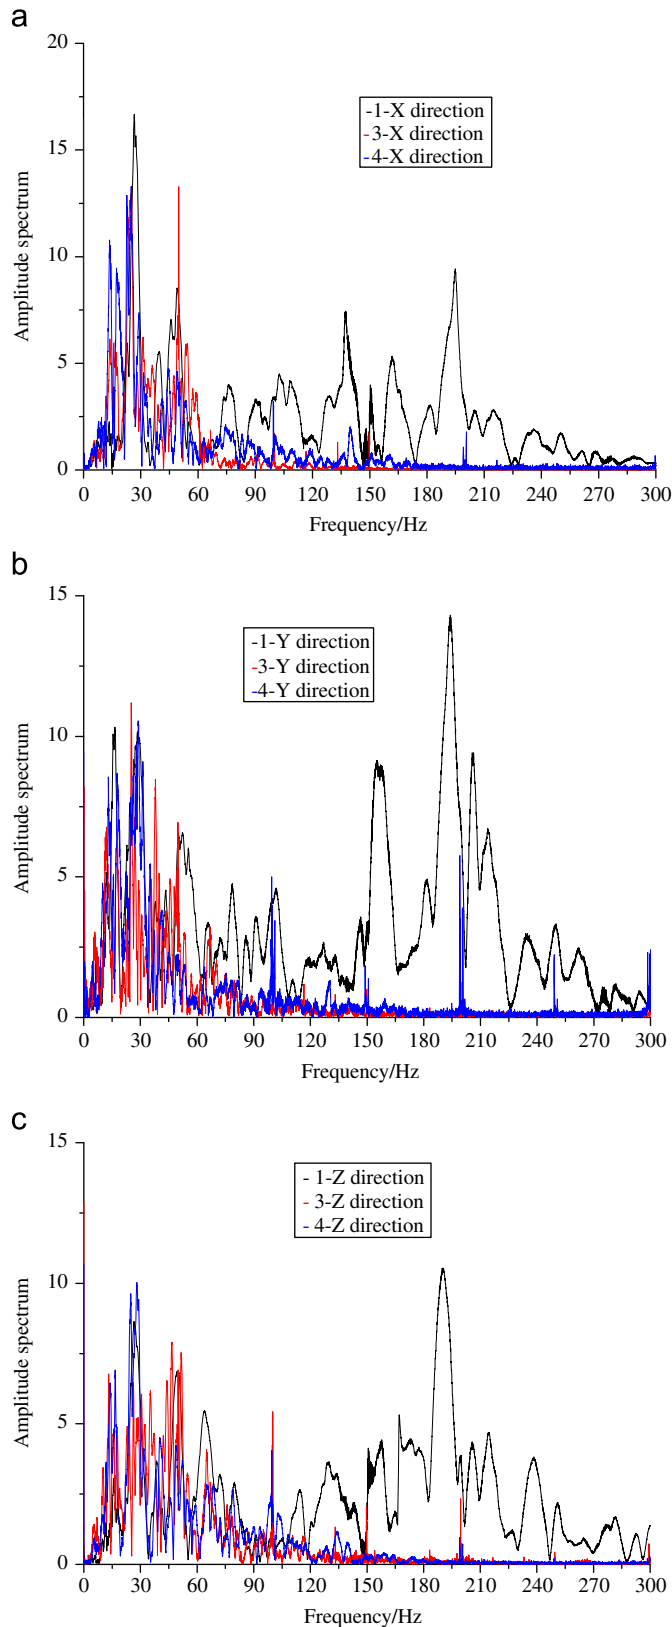 a
20
15
10
5
0
Amplitude spectrum
-1-X direction
-3-X direction
-4-X direction
0 30 60 90 120 150 180 210 240 270 300
Frequency/Hz
b
15
10
5
0
Amplitude spectrum
-1-Y direction
-3-Y direction
-4-Y direction
0 30 60 90 120 150 180 210 240 270 300
Frequency/Hz
c
15
10
5
0
Amplitude spectrum
- 1-Z direction
- 3-Z direction
- 4-Z direction
0 30 60 90 120 150 180 210 240 270 300
Frequency/Hz